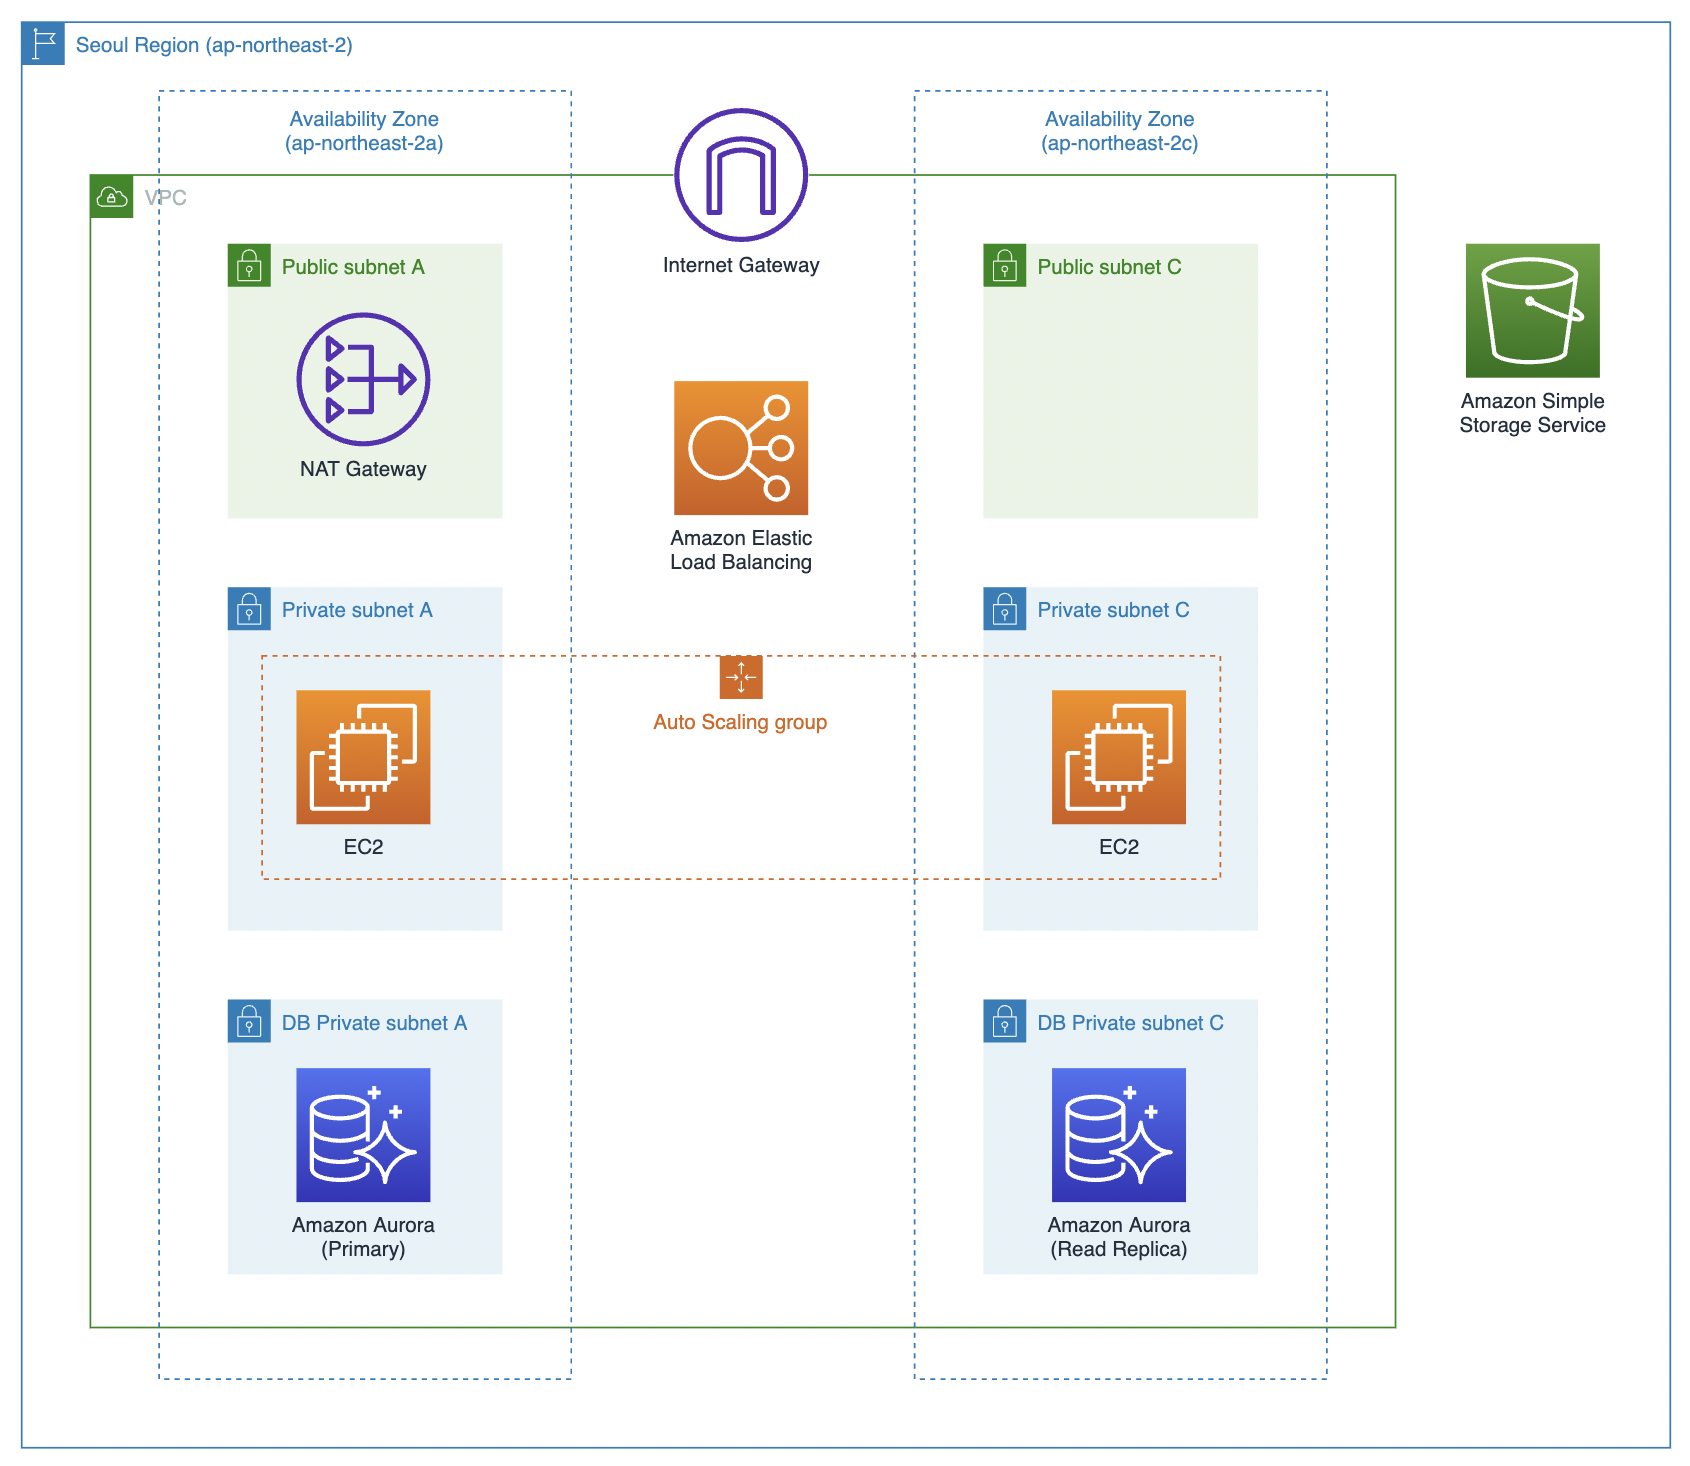 Seoul Region (ap-northeast-2)
Availability Zone
(ap-northeast-2a)
Availability Zone
(ap-northeast-2c)
VPC
Internet Gateway
Public subnet A
NAT Gateway
Public subnet C
Amazon Simple
Storage Service
Amazon Elastic
Load Balancing
Private subnet A
Private subnet C
Auto Scaling group
EC2
EC2
DB Private subnet A
DB Private subnet C
Amazon Aurora
(Primary)
Amazon Aurora
(Read Replica)